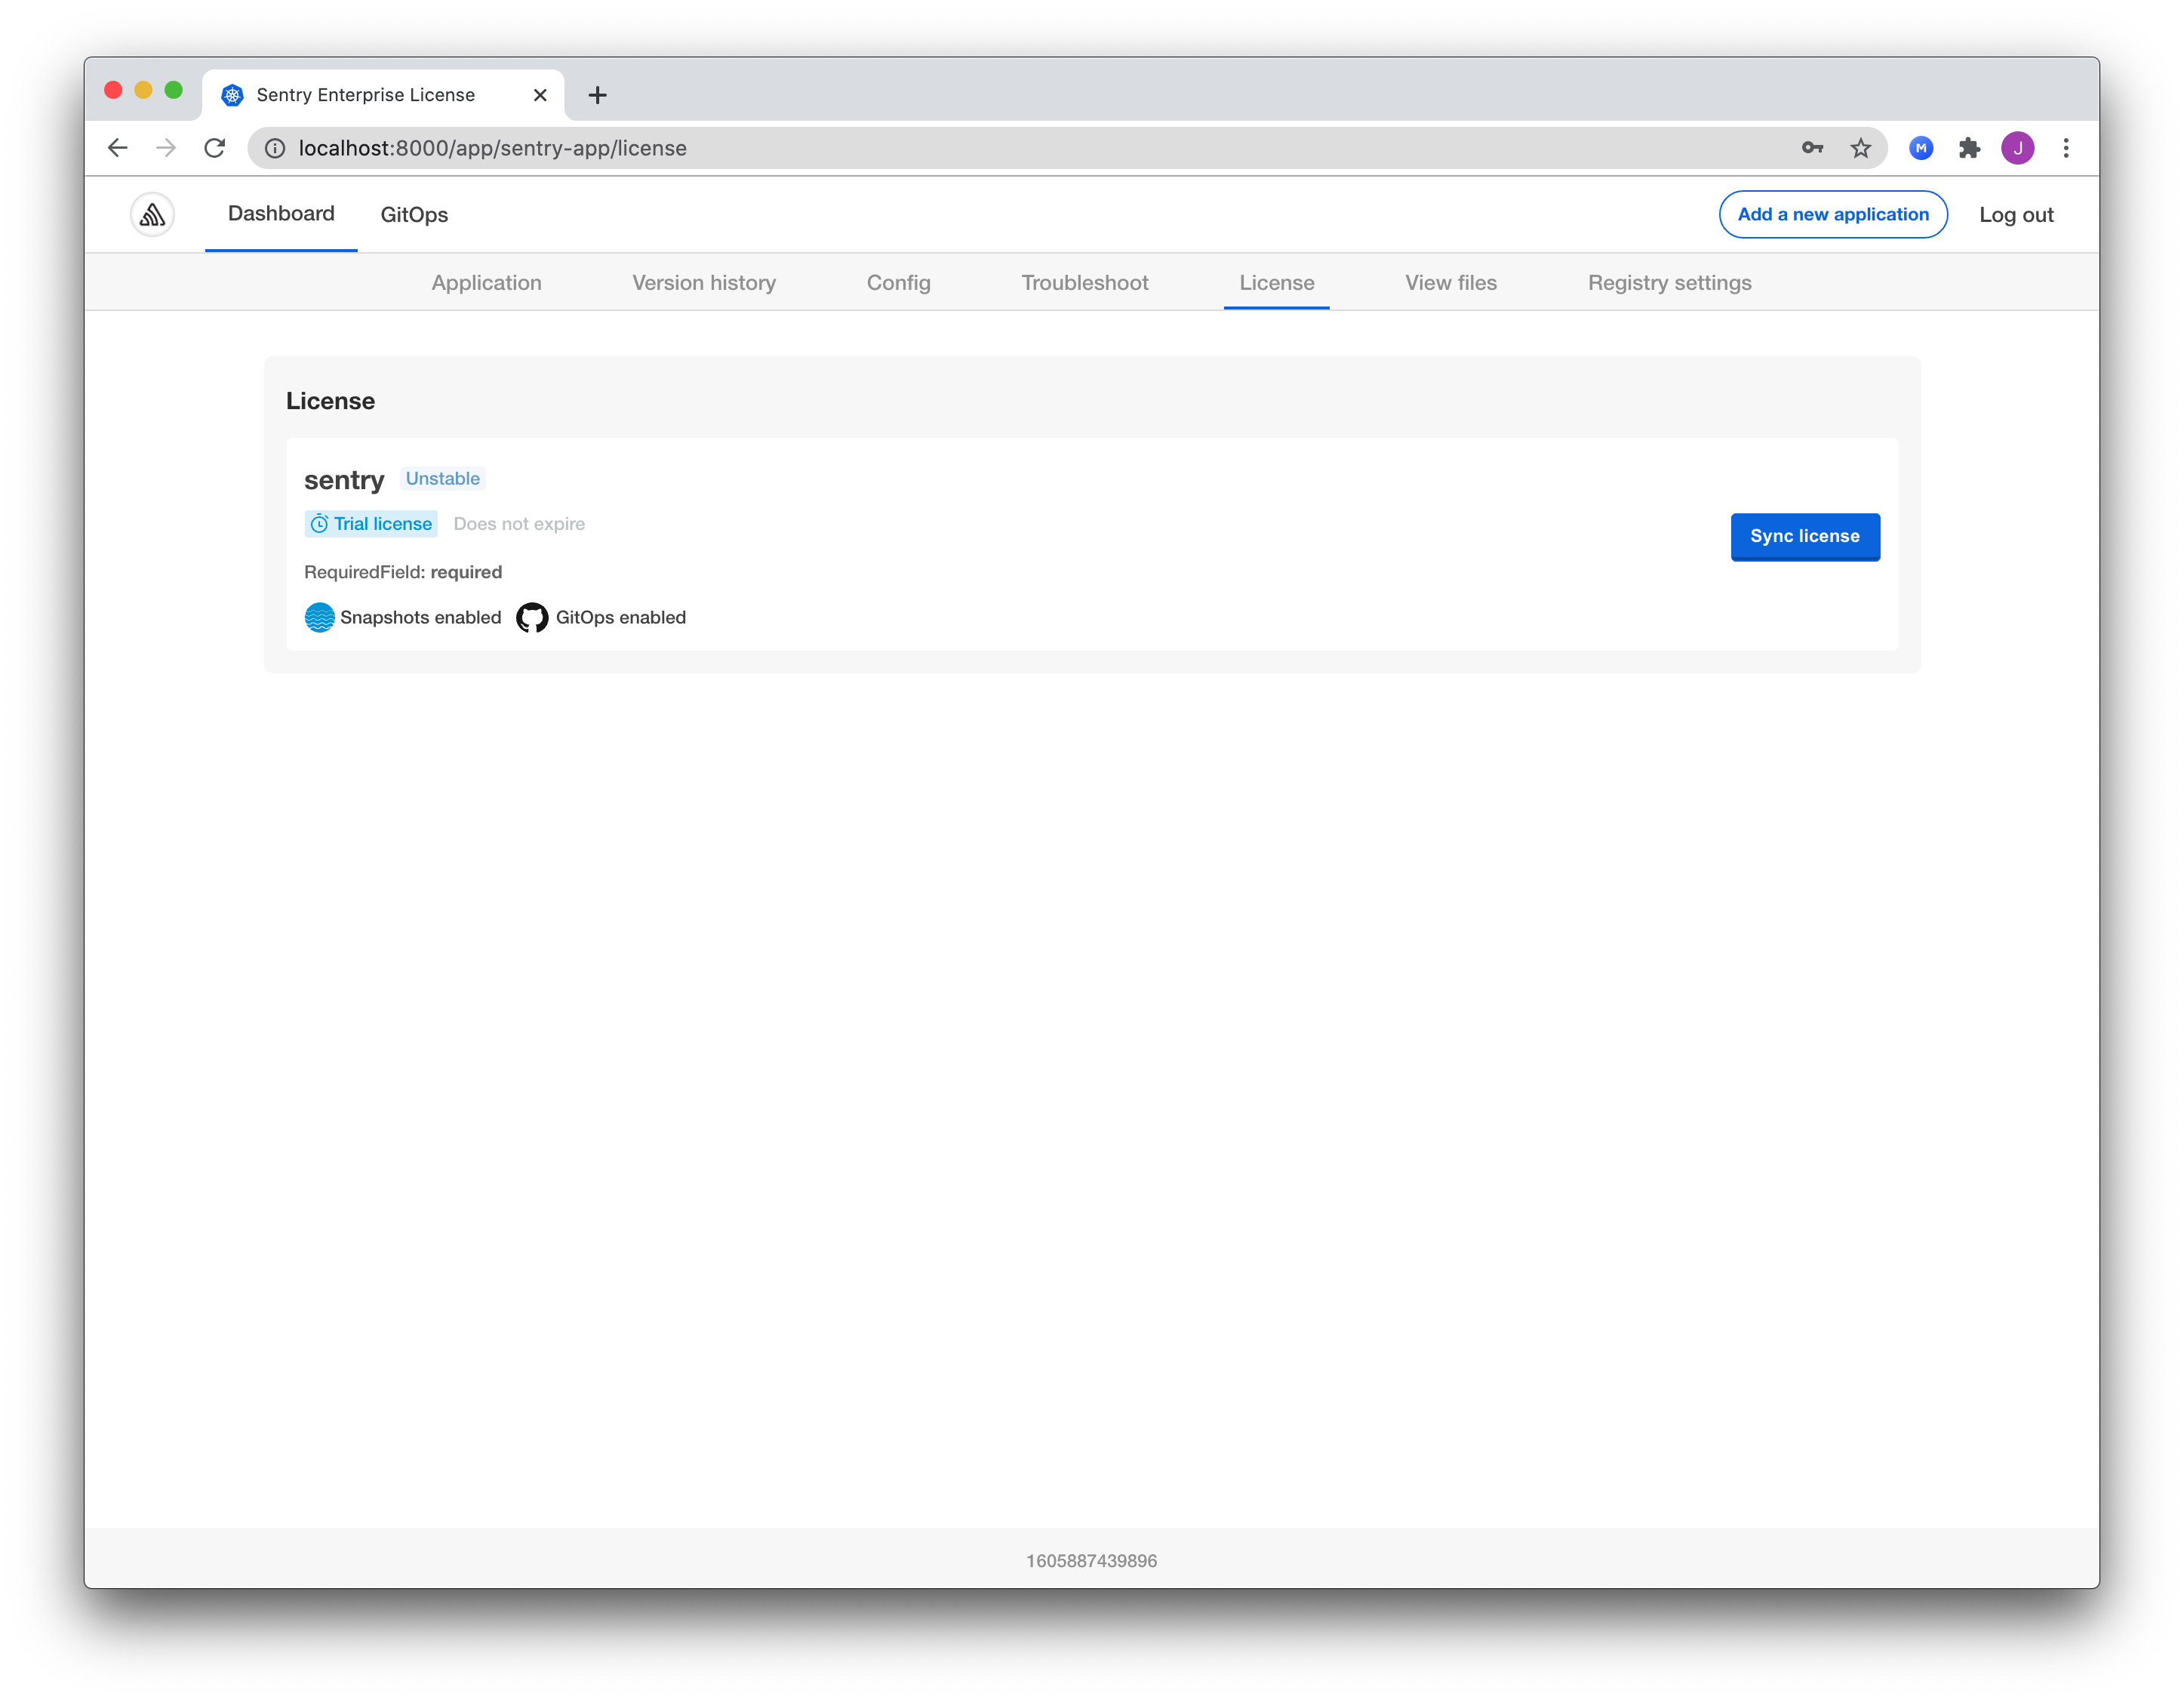 Sentry Enterprise License
localhost:8000/app/sentry-app/license
M
J
Dashboard GitOps Add a new application Log out
Application Version history Config Troubleshoot License View files Registry settings
License
sentry Unstable
Trial license Does not expire
Sync license
RequiredField: required
Snapshots enabled GitOps enabled
1605887439896